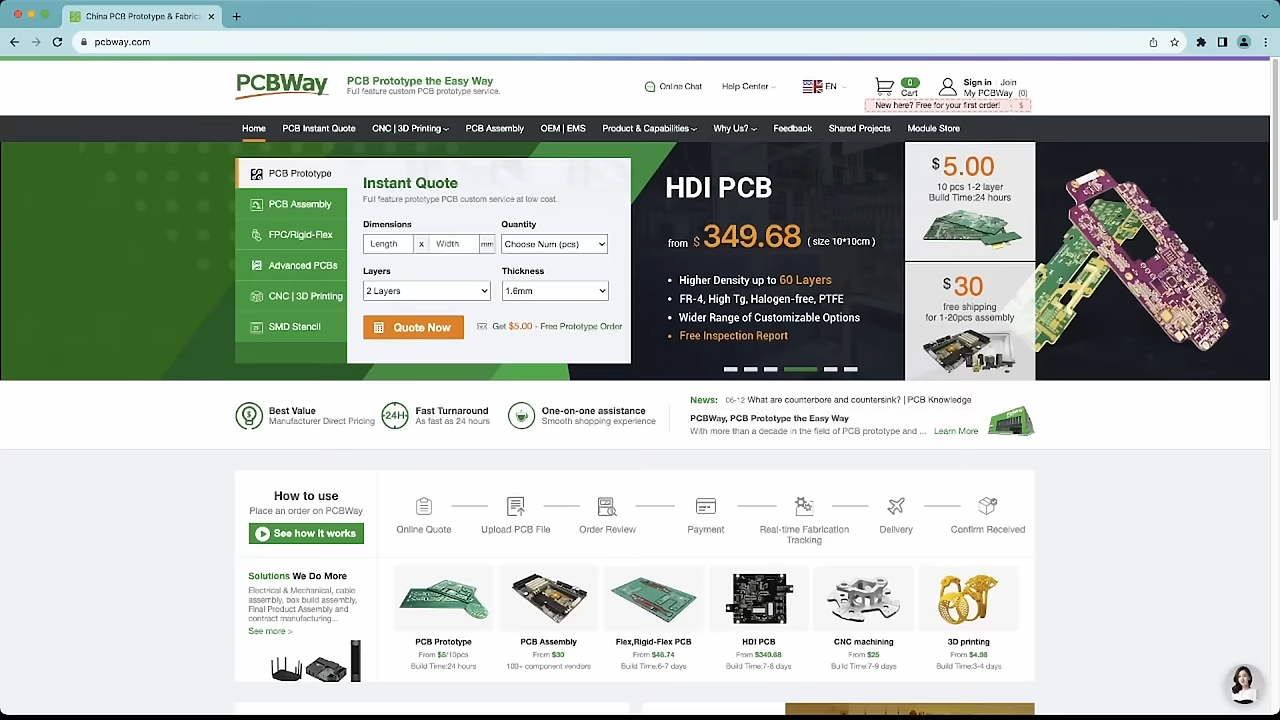 China PCB Prototype & Fabric
pcbway.com
PCBWay
PCB Prototype the Easy Way
Full feature custom PCB prototype service.
Online Chat
Help Center
EN
0
Cart
Sign in
Join
My PCBWay (0)
New here? Free for your first order! $
Home
PCB Instant Quote
CNC | 3D Printing
PCB Assembly
OEM | EMS
Product & Capabilities
Why Us?
Feedback
Shared Projects
Module Store
PCB Prototype
PCB Assembly
FPC/Rigid-Flex
Advanced PCBs
CNC | 3D Printing
SMD Stencil
Instant Quote
Full feature prototype PCB custom service at low cost.
Dimensions
Quantity
Length x Width mm
Choose Num (pcs)
Layers
Thickness
2 Layers
1.6mm
Quote Now
Get $5.00 - Free Prototype Order
HDI PCB
from $349.68 ( size 10*10cm )
Higher Density up to 60 Layers
FR-4, High Tg, Halogen-free, PTFE
Wider Range of Customizable Options
Free Inspection Report
$5.00
10 pcs 1-2 layer
Build Time:24 hours
$30
free shipping
for 1-20pcs assembly
Best Value
Manufacturer Direct Pricing
24H
Fast Turnaround
As fast as 24 hours
One-on-one assistance
Smooth shopping experience
News: 06-12 What are counterbore and countersink? | PCB Knowledge
PCBWay, PCB Prototype the Easy Way
With more than a decade in the field of PCB prototype and ... Learn More
How to use
Place an order on PCBWay
See how it works
Online Quote
Upload PCB File
Order Review
Payment
Real-time Fabrication
Tracking
Delivery
Confirm Received
Solutions We Do More
Electrical & Mechanical, cable
assembly, box build assembly,
Final Product Assembly and
contract manufacturing...
See more >
PCB Prototype
From $5/10pcs
Build Time:24 hours
PCB Assembly
From $30
100+ component vendors
Flex,Rigid-Flex PCB
From $46.74
Build Time:6-7 days
HDI PCB
From $349.68
Build Time:7-8 days
CNC machining
From $25
Build Time:7-9 days
3D printing
From $4.98
Build Time:3-4 days